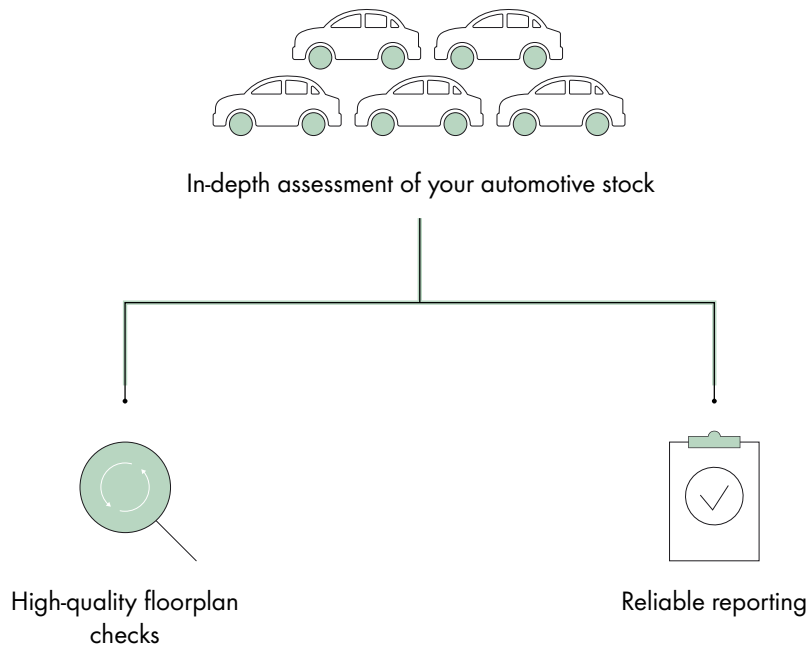 In-depth assessment of your automotive stock
High-quality floorplan
checks
Reliable reporting